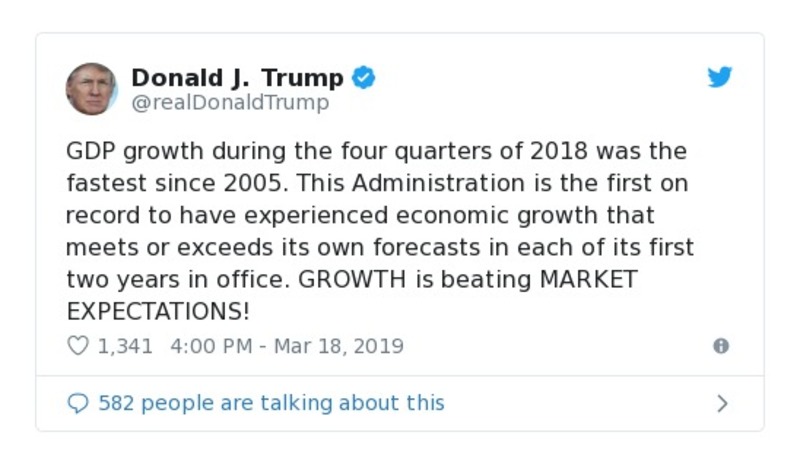 Donald J. Trump
@realDonaldTrump
GDP growth during the four quarters of 2018 was the
fastest since 2005. This Administration is the first on
record to have experienced economic growth that
meets or exceeds its own forecasts in each of its first
two years in office. GROWTH is beating MARKET
EXPECTATIONS!
1,341 4:00 PM - Mar 18, 2019
582 people are talking about this